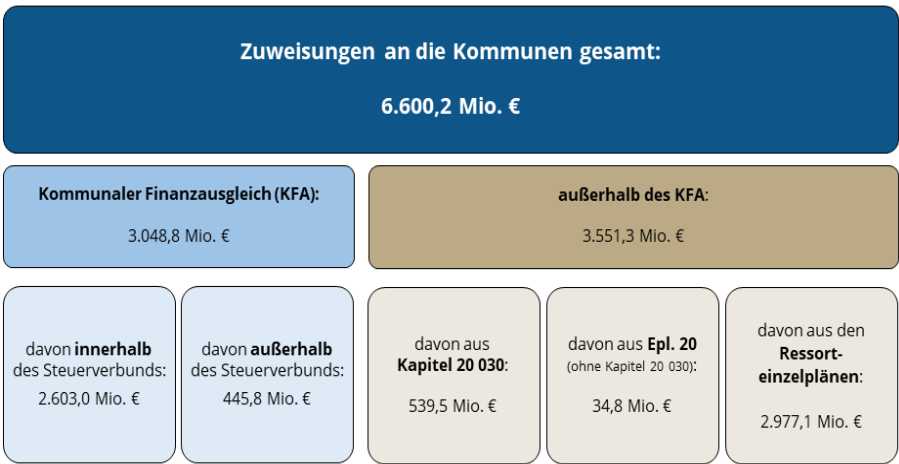 Zuweisungen an die Kommunen gesamt:
6.600,2 Mio. €
Kommunaler Finanzausgleich (KFA):
3.048,8 Mio. €
außerhalb des KFA:
3.551,3 Mio. €
davon innerhalb
des Steuerverbunds:
2.603,0 Mio. €
davon außerhalb
des Steuerverbunds:
445,8 Mio. €
davon aus
Kapitel 20 030:
539,5 Mio. €
davon aus Epl. 20
(ohne Kapitel 20 030):
34,8 Mio. €
davon aus den
Ressort-
einzelplänen:
2.977,1 Mio. €